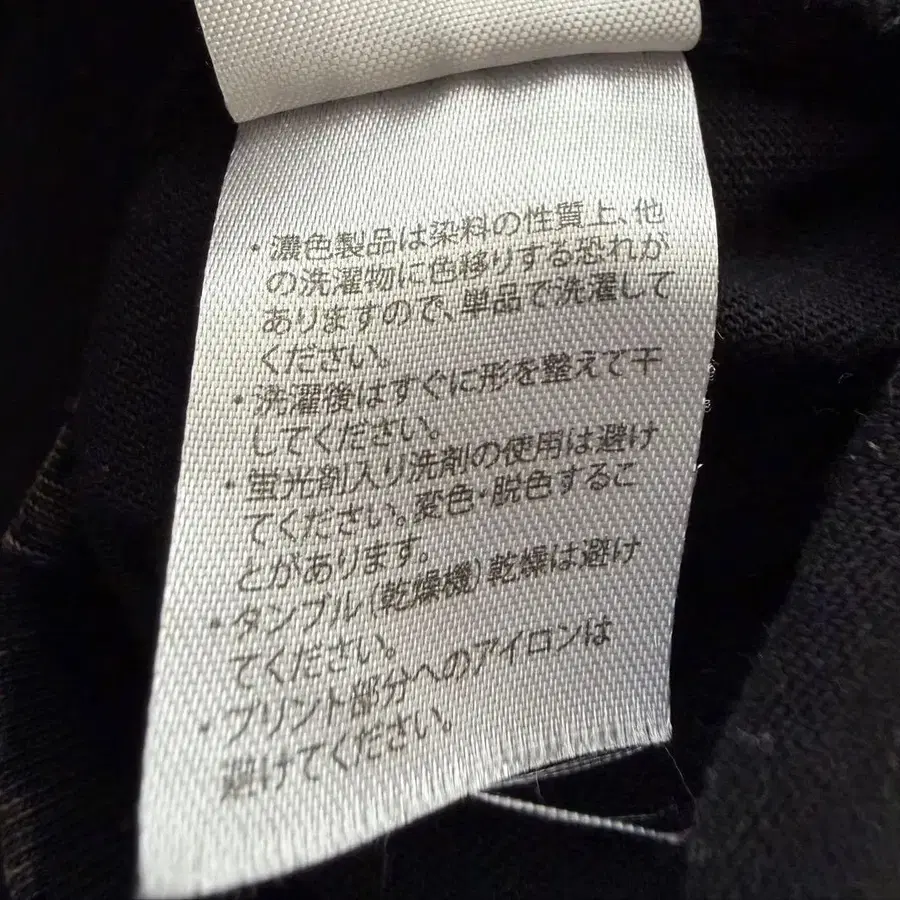 ・濃色製品は染料の性質上、他
の洗濯物に色移りする恐れが
ありますので、単品で洗濯して
ください。
・洗濯後はすぐに形を整えて干
してください。
・蛍光剤入り洗剤の使用は避け
てください。変色・脱色するこ
とがあります。
・タンブル(乾燥機)乾燥は避け
てください。
・プリント部分へのアイロンは
避けてください。